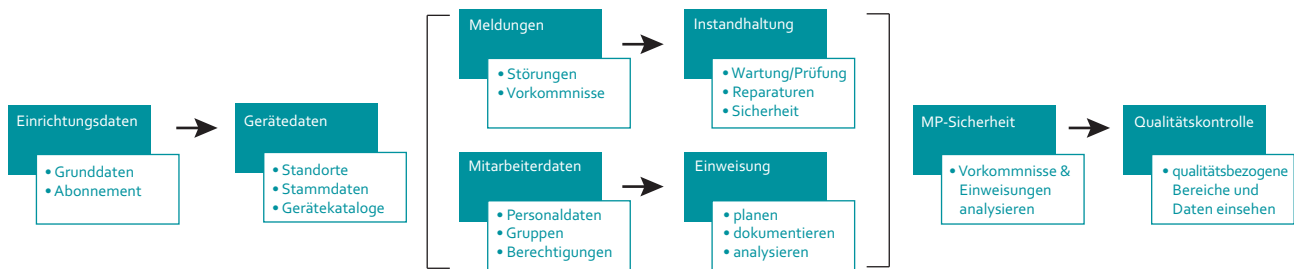 Einrichtungsdaten
• Grunddaten
• Abonnement
Gerätedaten
• Standorte
• Stammdaten
• Gerätekataloge
Meldungen
• Störungen
• Vorkommnisse
Instandhaltung
• Wartung/Prüfung
• Reparaturen
• Sicherheit
Mitarbeiterdaten
• Personaldaten
• Gruppen
• Berechtigungen
Einweisung
• planen
• dokumentieren
• analysieren
MP-Sicherheit
• Vorkommnisse &
Einweisungen
analysieren
Qualitätskontrolle
• qualitätsbezogene
Bereiche und
Daten einsehen